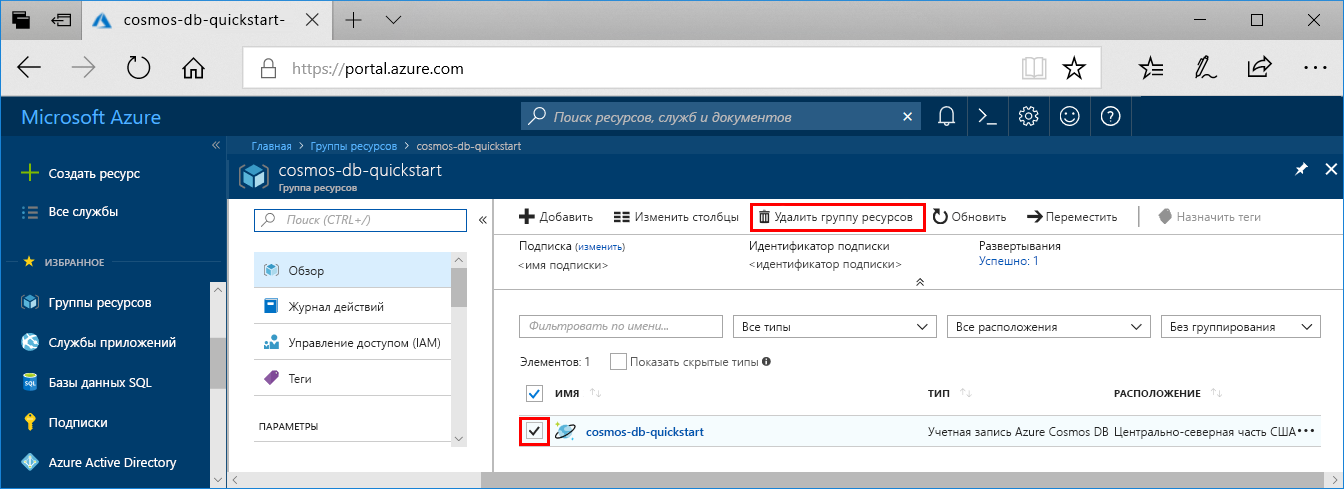 cosmos-db-quickstart-
https://portal.azure.com
Microsoft Azure
Поиск ресурсов, служб и документов
Создать ресурс
Все службы
ИЗБРАННОЕ
Группы ресурсов
Службы приложений
Базы данных SQL
Подписки
Azure Active Directory
Главная > Группы ресурсов > cosmos-db-quickstart
cosmos-db-quickstart
Группа ресурсов
Поиск (CTRL+/)
Обзор
Журнал действий
Управление доступом (IAM)
Теги
ПАРАМЕТРЫ
Добавить Изменить столбцы Удалить группу ресурсов Обновить Переместить Назначить теги
Подписка (изменить) Идентификатор подписки Развертывания
<имя подписки> <идентификатор подписки> Успешно: 1
Фильтровать по имени... Все типы Все расположения Без группирования
Элементов: 1 Показать скрытые типы
ИМЯ ТИП РАСПОЛОЖЕНИЕ
cosmos-db-quickstart Учетная запись Azure Cosmos DB Центрально-северная часть США